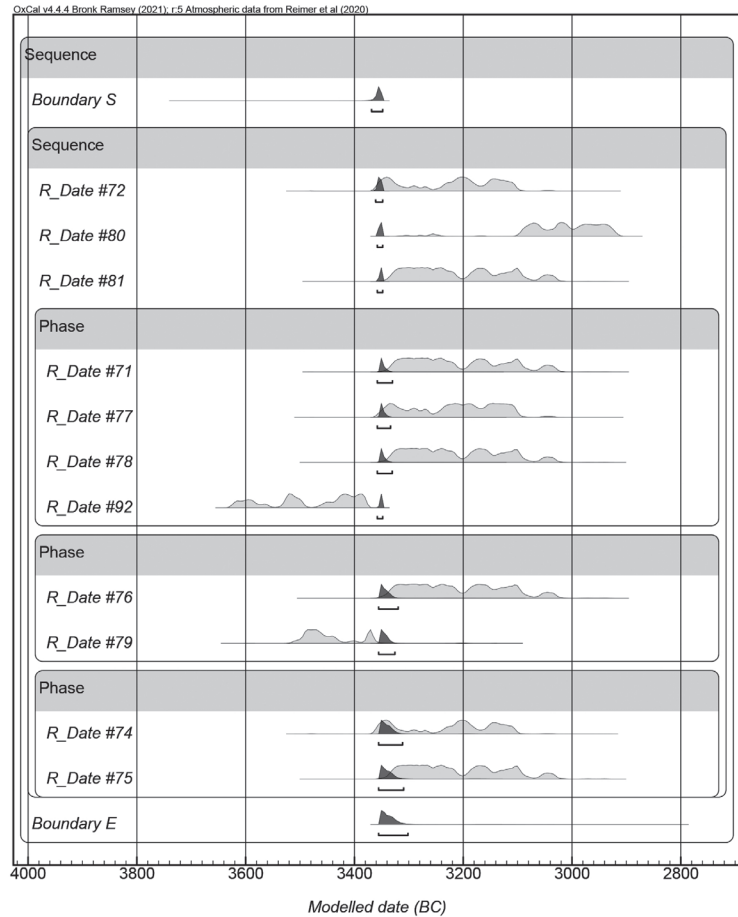 OxCal v4.4.4 Bronk Ramsey (2021); r:5 Atmospheric data from Reimer et al (2020)
Sequence
Boundary S
Sequence
R_Date #72
R_Date #80
R_Date #81
Phase
R_Date #71
R_Date #77
R_Date #78
R_Date #92
Phase
R_Date #76
R_Date #79
Phase
R_Date #74
R_Date #75
Boundary E
4000 3800 3600 3400 3200 3000 2800
Modelled date (BC)